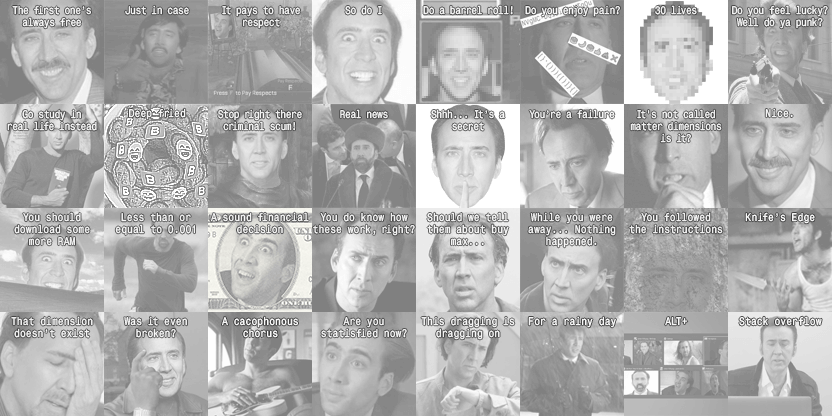 The first one's
always free
Just in case
It pays to have
respect
Press F to Pay Respects
F
So do I
Do a barrel roll!
Do you enjoy pain?
30 lives
Do you feel lucky?
Well do ya punk?
Go study in
real life instead
Deep fried
B
B
B
B
Stop right there
criminal scum!
Real news
Shhh... It's a
secret
You're a failure
It's not called
matter dimensions
is it?
Nice.
You should
download some
more RAM
Less than or
equal to 0.001
A sound financial
decision
You do know how
these work, right?
Should we tell
them about buy
max...
While you were
away... Nothing
happened.
You followed
the instructions
Knife's Edge
That dimension
doesn't exist
Was it even
broken?
A cacophonous
chorus
Are you
statisfied now?
This dragging is
dragging on
For a rainy day
ALT+
Stack overflow